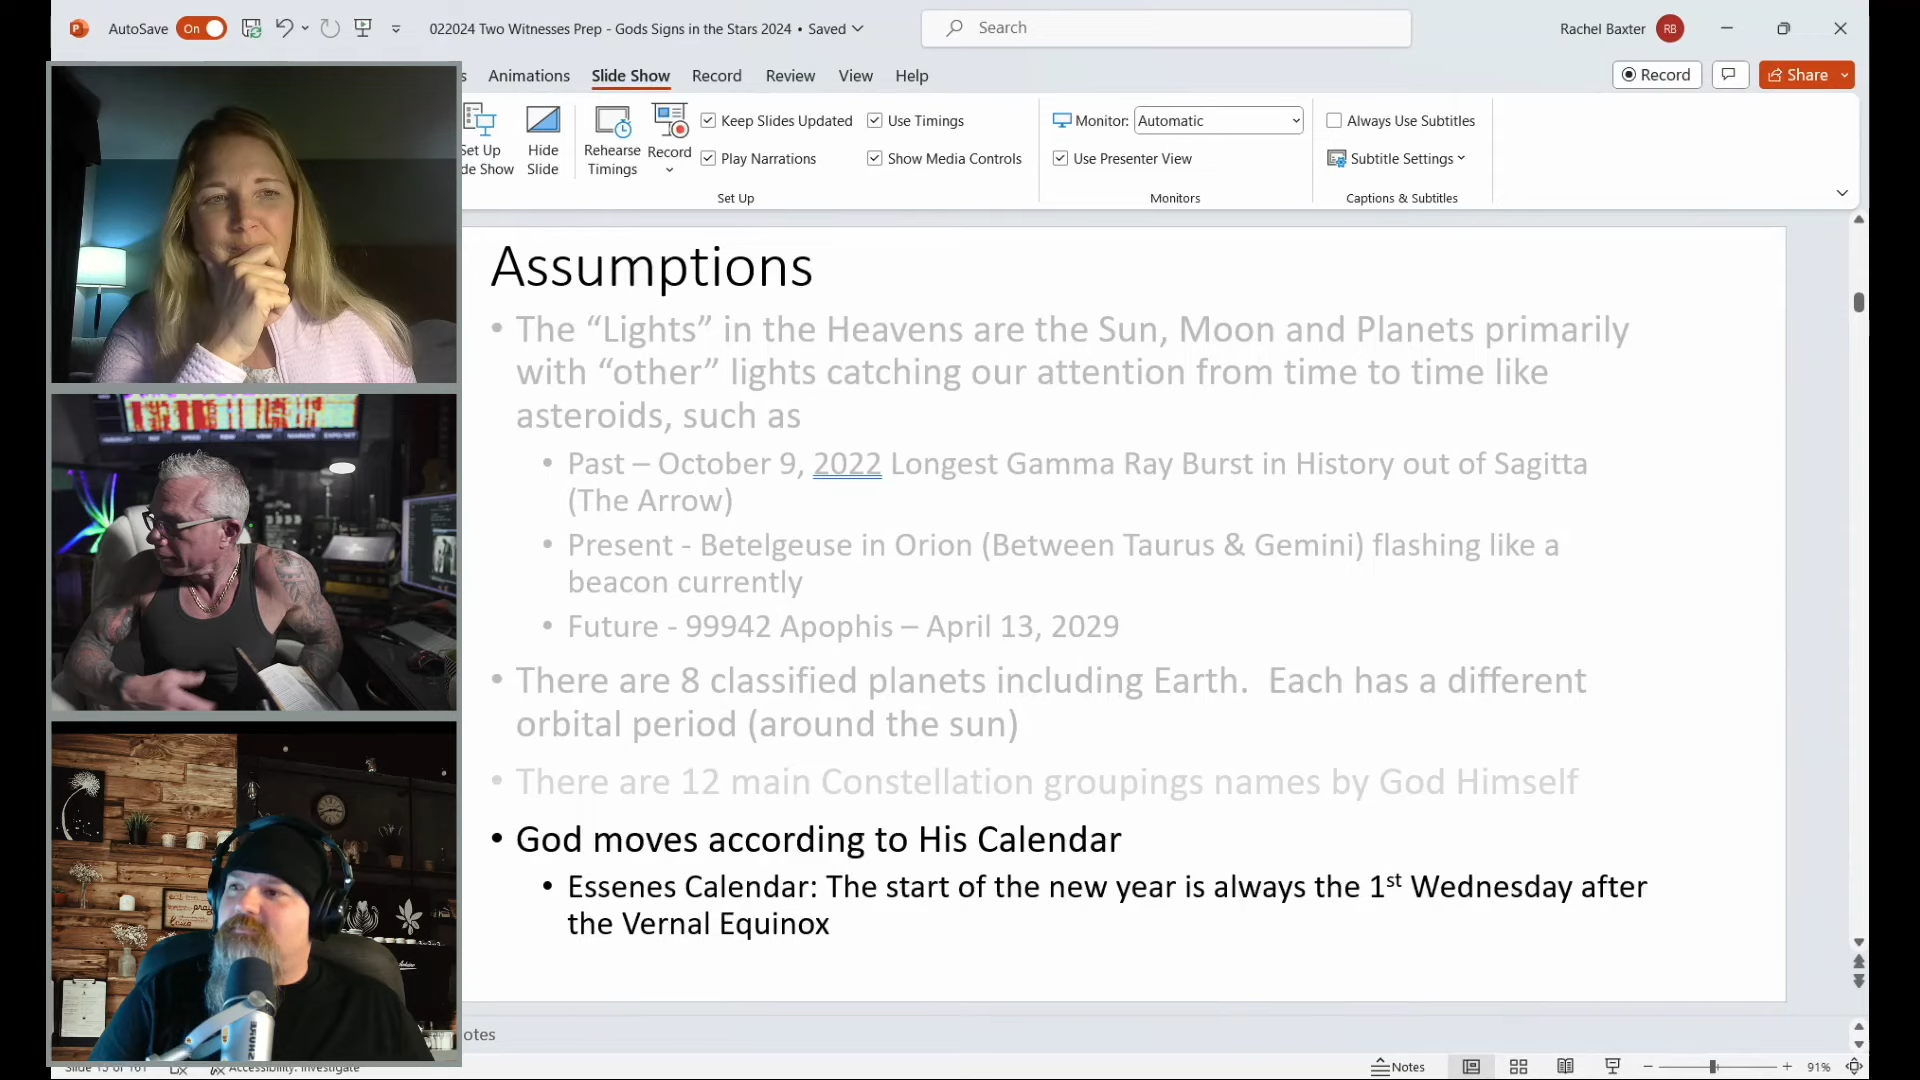 AutoSave On 022024 Two Witnesses Prep - Gods Signs in the Stars 2024 • Saved Search Rachel Baxter RB
Animations Slide Show Record Review View Help Record Share
Set Up
Hide
Slide
Rehearse
Timings
Record
Keep Slides Updated
Play Narrations
Use Timings
Show Media Controls
Set Up
Monitor: Automatic
Use Presenter View
Monitors
Always Use Subtitles
Subtitle Settings
Captions & Subtitles
Assumptions
• The “Lights” in the Heavens are the Sun, Moon and Planets primarily
with “other” lights catching our attention from time to time like
asteroids, such as
• Past – October 9, 2022 Longest Gamma Ray Burst in History out of Sagitta
(The Arrow)
• Present - Betelgeuse in Orion (Between Taurus & Gemini) flashing like a
beacon currently
• Future - 99942 Apophis – April 13, 2029
• There are 8 classified planets including Earth. Each has a different
orbital period (around the sun)
• There are 12 main Constellation groupings names by God Himself
• God moves according to His Calendar
• Essenes Calendar: The start of the new year is always the 1st Wednesday after
the Vernal Equinox
otes
Accessibility: Investigate Notes 91%